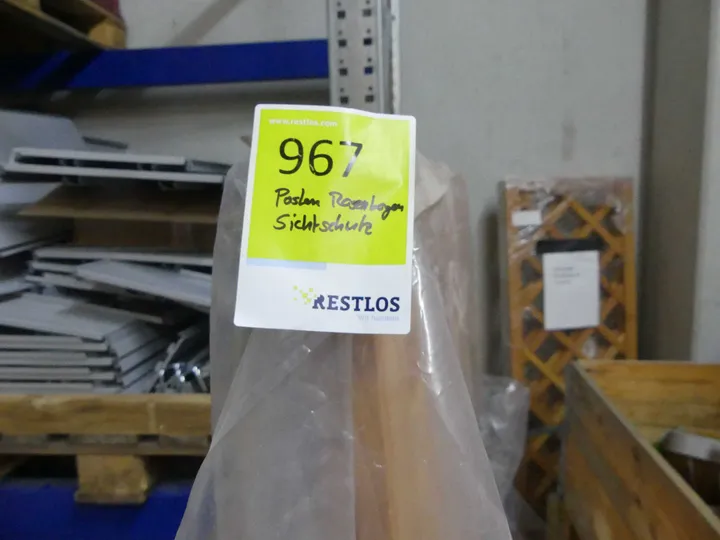 www.restlos.com
967
Posten Rosenbogen
Sichtschutz
RESTLOS